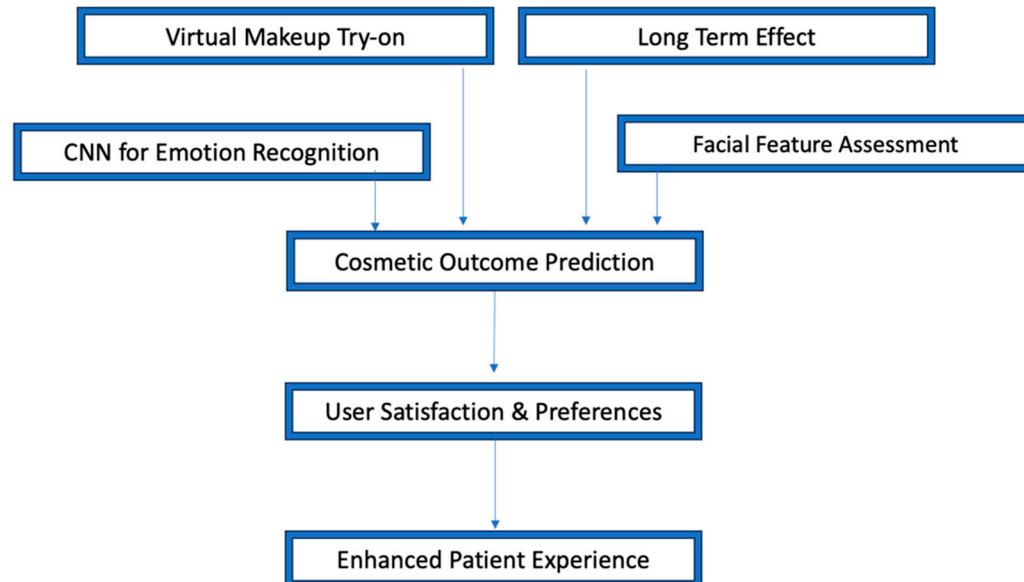 Virtual Makeup Try-on
Long Term Effect
CNN for Emotion Recognition
Facial Feature Assessment
Cosmetic Outcome Prediction
User Satisfaction & Preferences
Enhanced Patient Experience